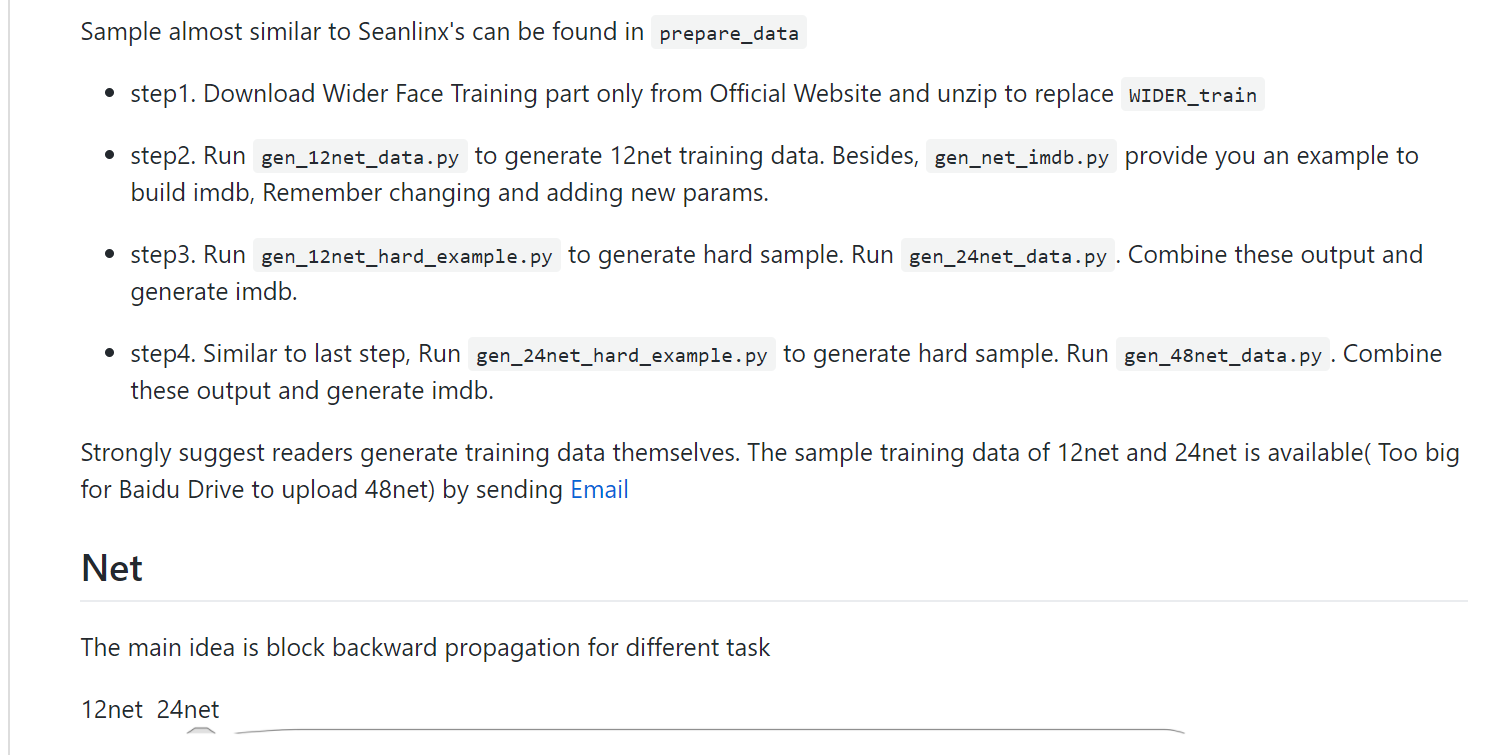 Sample almost similar to Seanlinx's can be found in prepare_data
step1. Download Wider Face Training part only from Official Website and unzip to replace WIDER_train
step2. Run gen_12net_data.py to generate 12net training data. Besides, gen_net_imdb.py provide you an example to
build imdb, Remember changing and adding new params.
step3. Run gen_12net_hard_example.py to generate hard sample. Run gen_24net_data.py. Combine these output and
generate imdb.
step4. Similar to last step, Run gen_24net_hard_example.py to generate hard sample. Run gen_48net_data.py. Combine
these output and generate imdb.
Strongly suggest readers generate training data themselves. The sample training data of 12net and 24net is available( Too big
for Baidu Drive to upload 48net) by sending Email
Net
The main idea is block backward propagation for different task
12net 24net